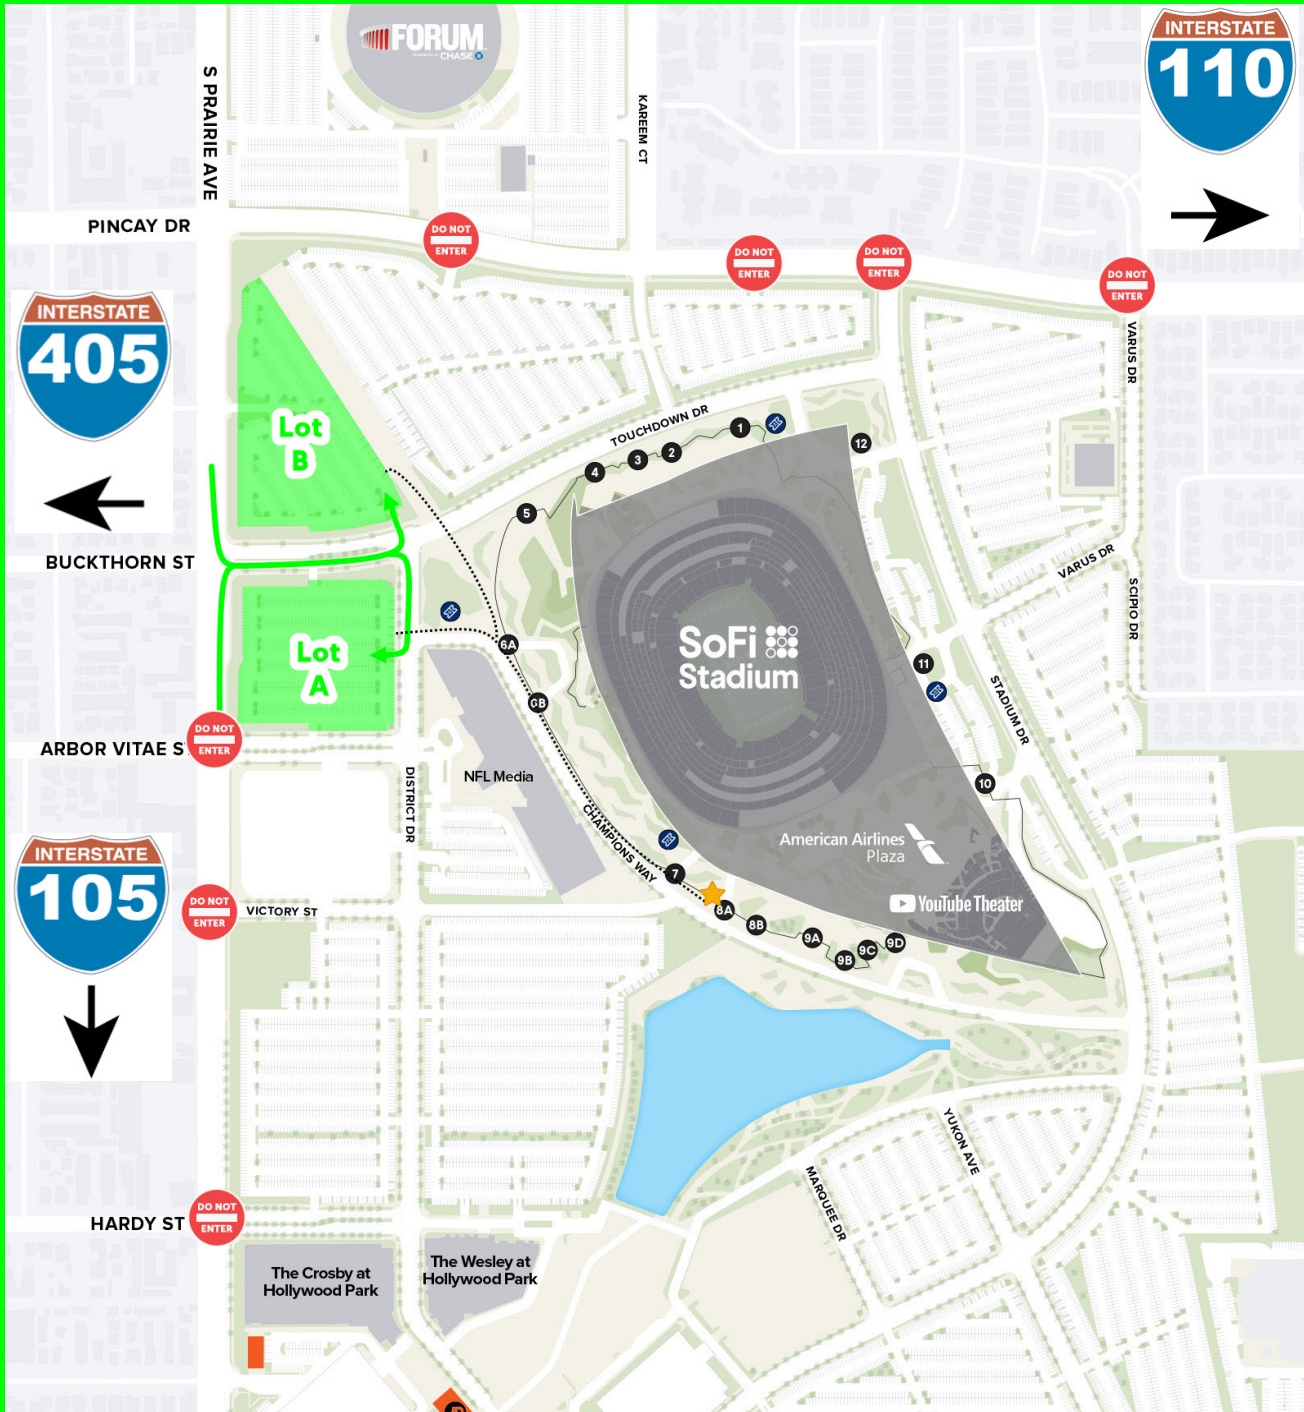 FORUM
PRESENTED BY CHASE
INTERSTATE
110
S PRAIRIE AVE
KAREEM CT
PINCAY DR
DO NOT
ENTER
DO NOT
ENTER
DO NOT
ENTER
DO NOT
ENTER
INTERSTATE
405
VARUS DR
Lot
B
TOUCHDOWN DR
1
2
3
4
5
12
BUCKTHORN ST
VARUS DR
SCIPIO DR
Lot
A
6A
6B
SoFi
Stadium
11
STADIUM DR
DO NOT
ENTER
ARBOR VITAE S
NFL Media
DISTRICT DR
10
CHAMPIONS WAY
INTERSTATE
105
American Airlines
Plaza
7
YouTube Theater
DO NOT
ENTER
VICTORY ST
8A
8B
9A
9B
9C
9D
YUKON AVE
MARQUEE DR
DO NOT
ENTER
HARDY ST
The Crosby at
Hollywood Park
The Wesley at
Hollywood Park